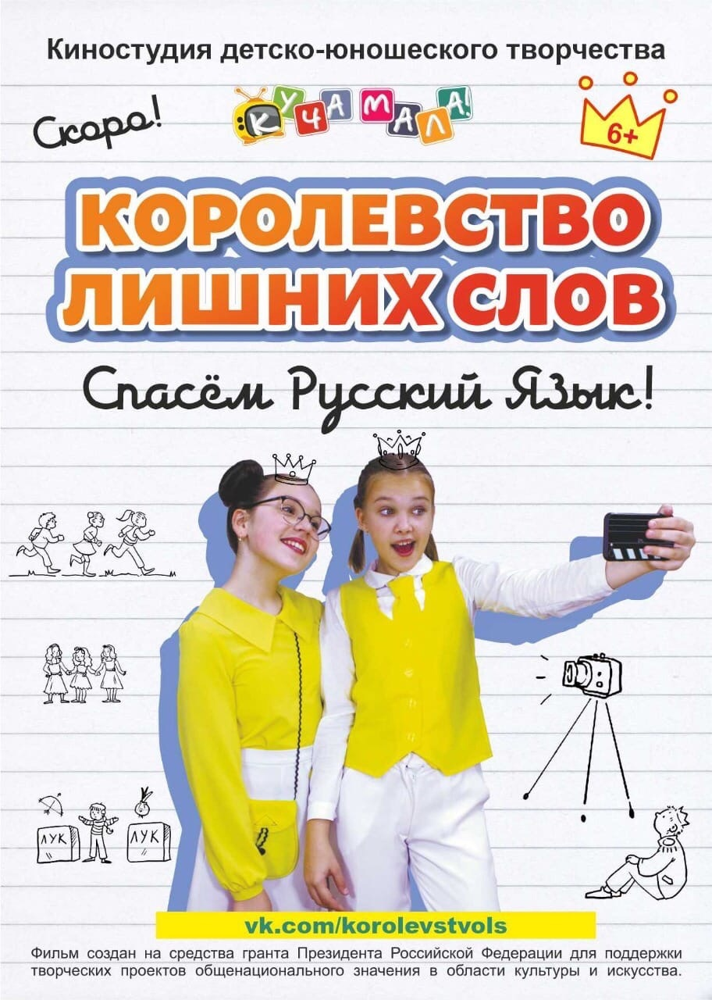 Киностудия детско-юношеского творчества
Скоро!
КУЧА МАЛА!
6+
КОРОЛЕВСТВО
ЛИШНИХ СЛОВ
Спасём Русский Язык!
ЛУК
ЛУК
vk.com/korolevstvols
Фильм создан на средства гранта Президента Российской Федерации для поддержки
творческих проектов общенационального значения в области культуры и искусства.